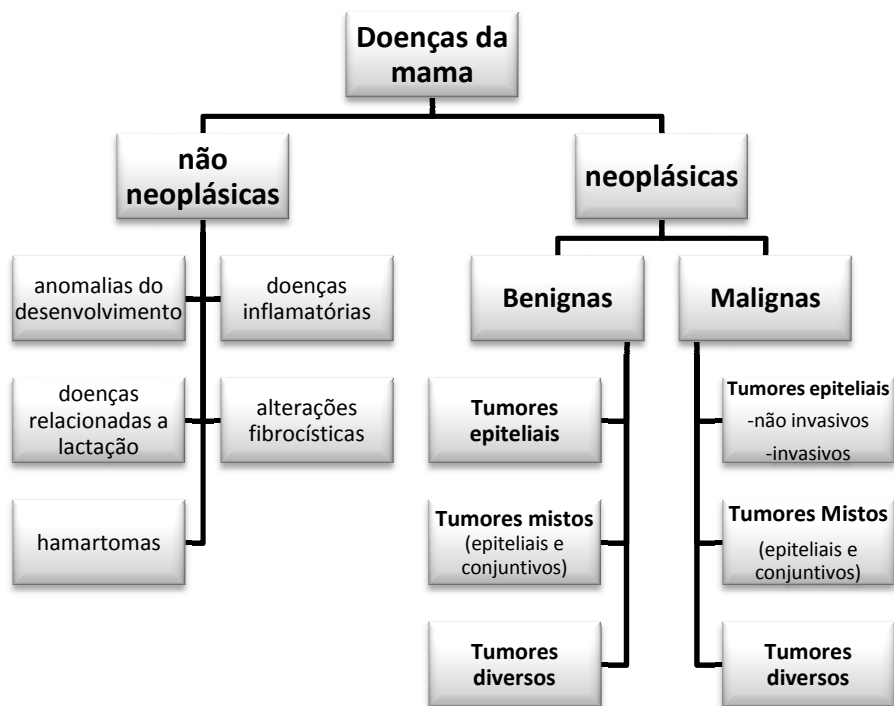 Doenças da
mama
não
neoplásicas
neoplásicas
anomalias do
desenvolvimento
doenças
inflamatórias
doenças
relacionadas a
lactação
alterações
fibrocísticas
hamartomas
Benignas
Malignas
Tumores
epiteliais
Tumores epiteliais
-não invasivos
-invasivos
Tumores mistos
(epiteliais e
conjuntivos)
Tumores Mistos
(epiteliais e
conjuntivos)
Tumores
diversos
Tumores
diversos